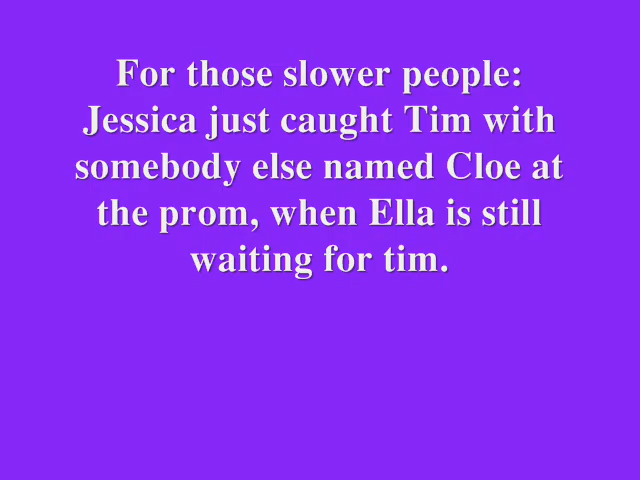 For those slower people:
Jessica just caught Tim with
somebody else named Cloe at
the prom, when Ella is still
waiting for tim.